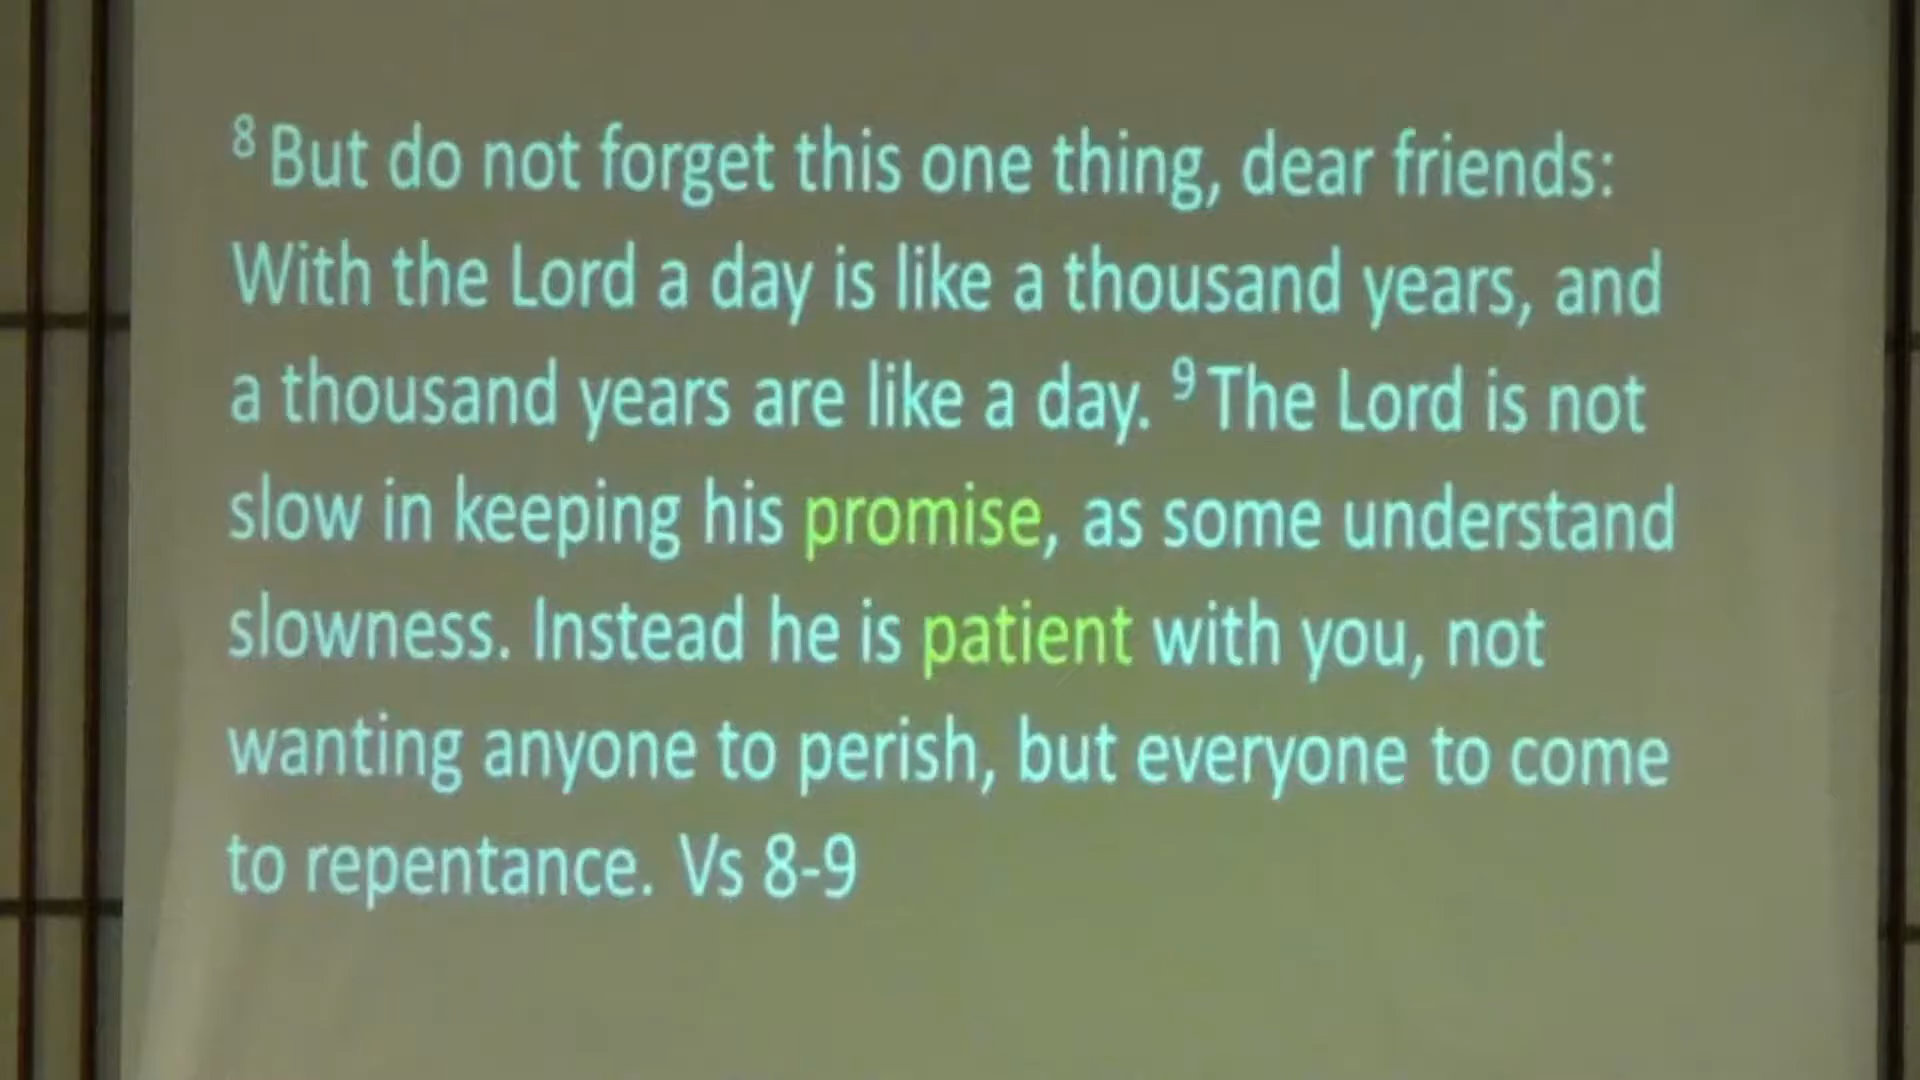 8 But do not forget this one thing, dear friends:
With the Lord a day is like a thousand years, and
a thousand years are like a day. 9 The Lord is not
slow in keeping his promise, as some understand
slowness. Instead he is patient with you, not
wanting anyone to perish, but everyone to come
to repentance. Vs 8-9